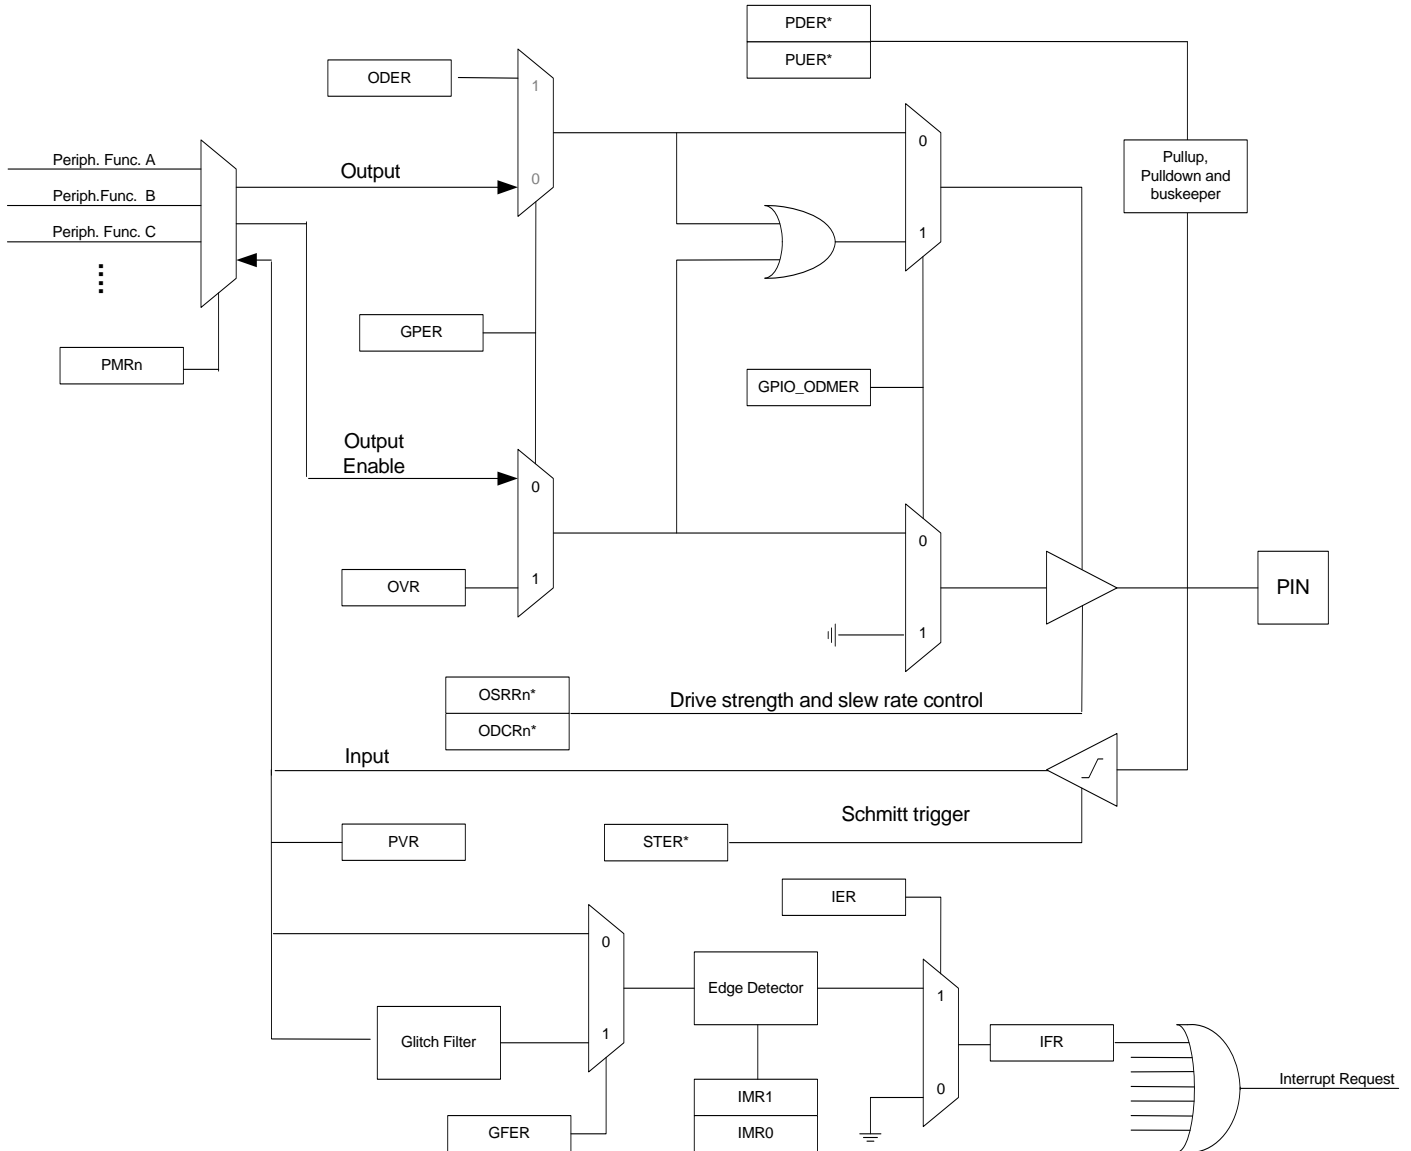 PDER*
PUER*
ODER
1
0
Periph. Func. A
Periph.Func. B
Periph. Func. C
Output
0
1
Pullup,
Pulldown and
buskeeper
GPER
PMRn
GPIO_ODMER
Output
Enable
0
1
OVR
0
1
PIN
OSRRn*
ODCRn*
Drive strength and slew rate control
Input
Schmitt trigger
PVR
STER*
IER
0
1
Edge Detector
1
0
Glitch Filter
IFR
Interrupt Request
IMR1
IMR0
GFER